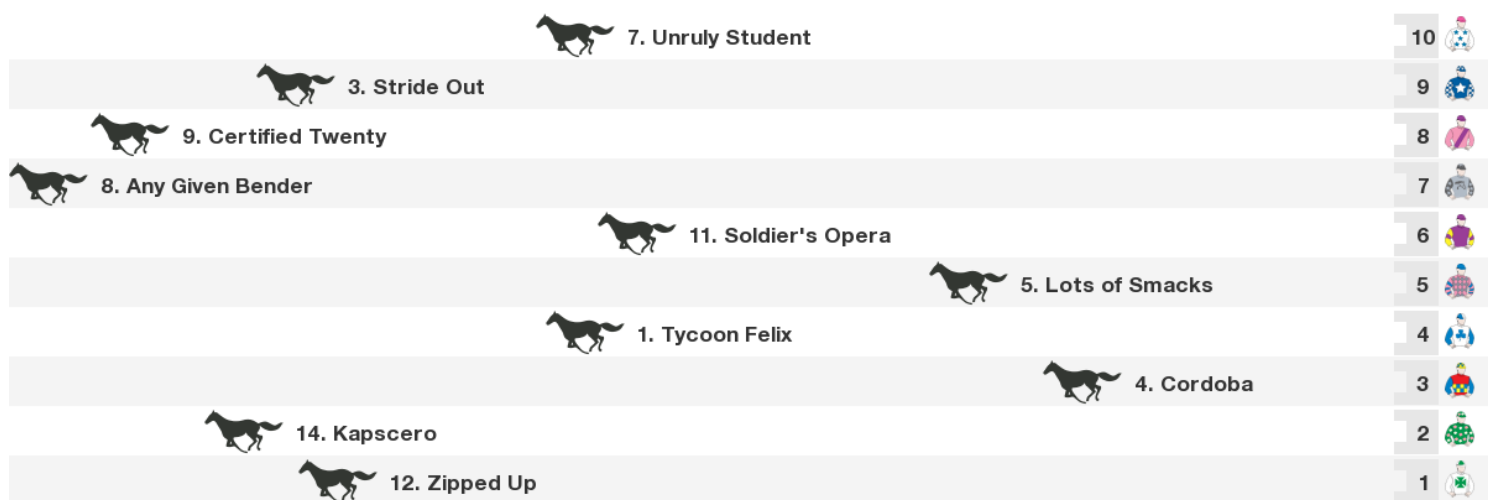 7. Unruly Student 10
3. Stride Out 9
9. Certified Twenty 8
8. Any Given Bender 7
11. Soldier's Opera 6
5. Lots of Smacks 5
1. Tycoon Felix 4
4. Cordoba 3
14. Kapscero 2
12. Zipped Up 1